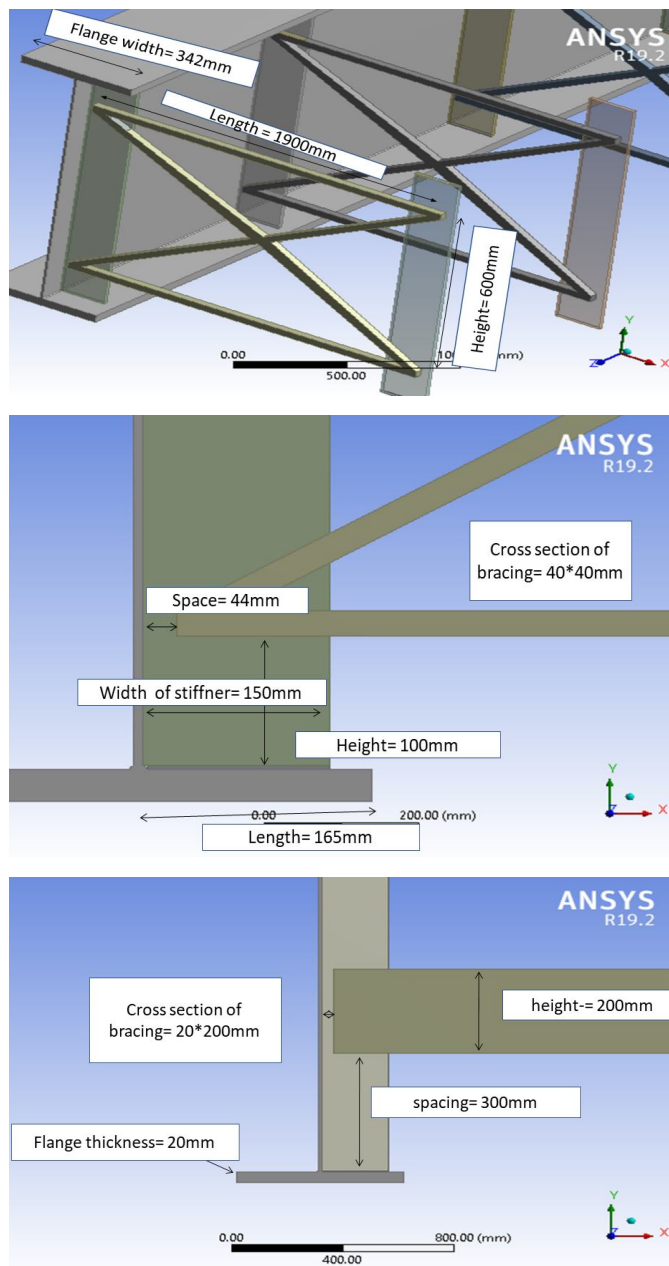 ANSYS
R19.2
Flange width= 342mm
Length = 1900mm
Height= 600mm
0.00
500.00
(mm)
Y
Z
X
ANSYS
R19.2
Cross section of
bracing= 40*40mm
Space= 44mm
Width of stiffner= 150mm
Height= 100mm
0.00
200.00 (mm)
Length= 165mm
Y
Z
X
ANSYS
R19.2
Cross section of
bracing= 20*200mm
height-= 200mm
spacing= 300mm
Flange thickness= 20mm
0.00
800.00 (mm)
400.00
Y
Z
X